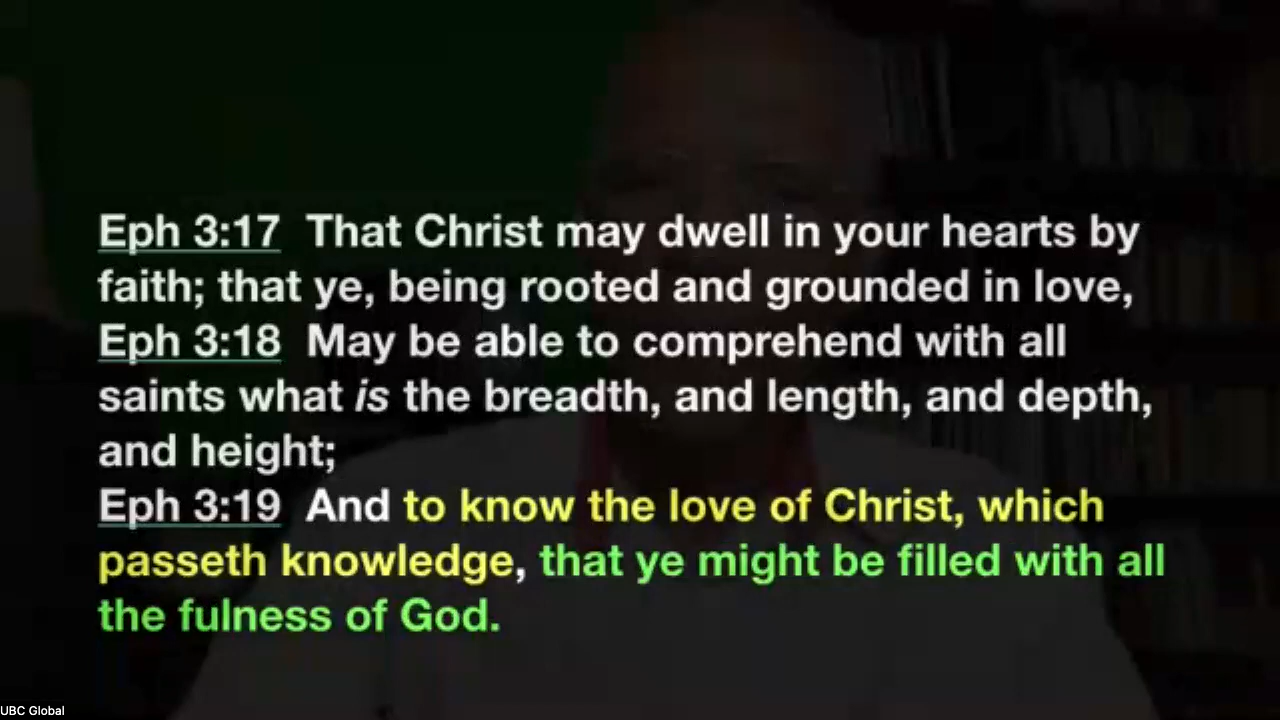 Eph 3:17 That Christ may dwell in your hearts by
faith; that ye, being rooted and grounded in love,
Eph 3:18 May be able to comprehend with all
saints what is the breadth, and length, and depth,
and height;
Eph 3:19 And to know the love of Christ, which
passeth knowledge, that ye might be filled with all
the fulness of God.
UBC Global